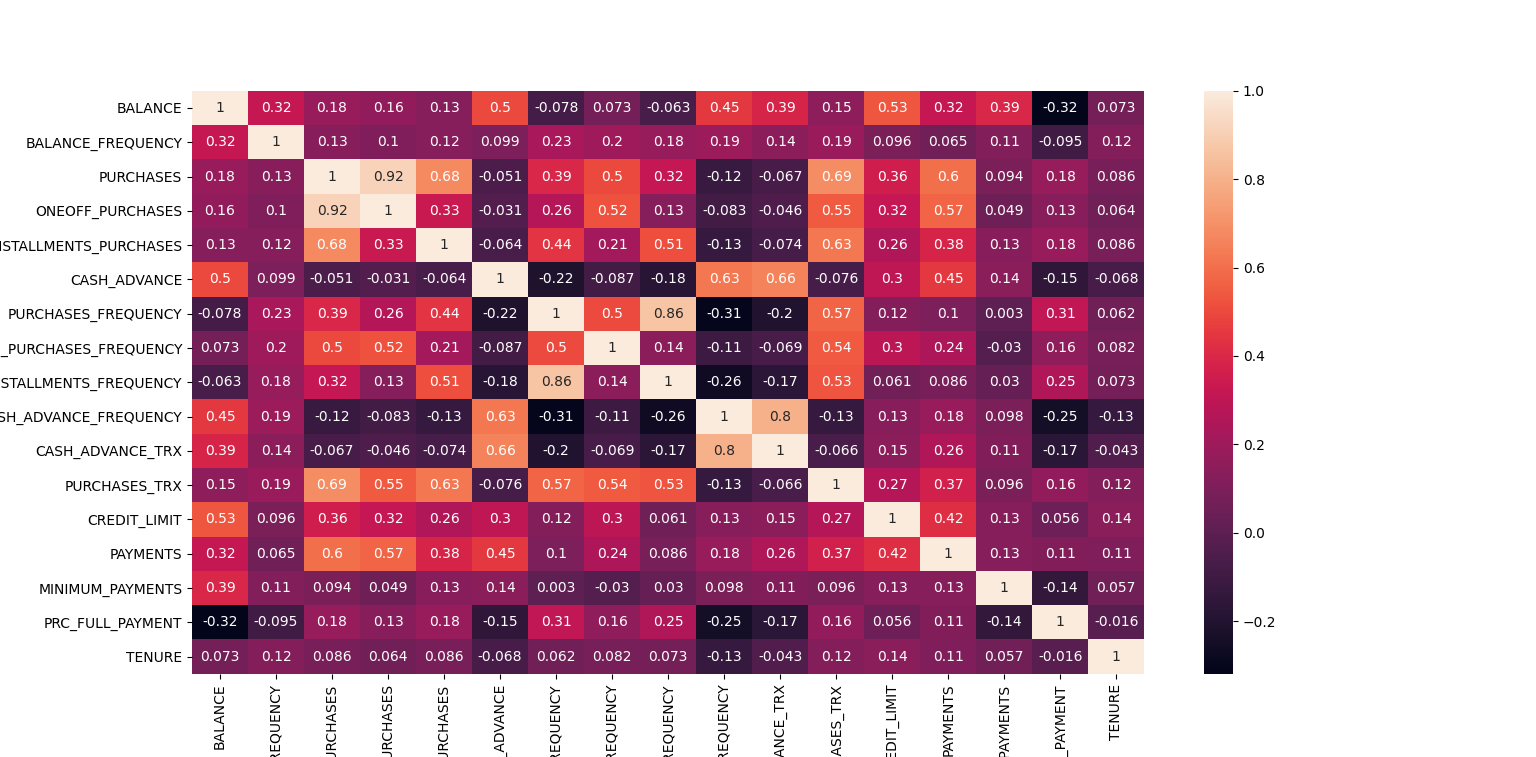 BALANCE 1 0.32 0.18 0.16 0.13 0.5 -0.078 0.073 -0.063 0.45 0.39 0.15 0.53 0.32 0.39 -0.32 0.073
BALANCE_FREQUENCY 0.32 1 0.13 0.1 0.12 0.099 0.23 0.2 0.18 0.19 0.14 0.19 0.096 0.065 0.11 -0.095 0.12
PURCHASES 0.18 0.13 1 0.92 0.68 -0.051 0.39 0.5 0.32 -0.12 -0.067 0.69 0.36 0.6 0.094 0.18 0.086
ONEOFF_PURCHASES 0.16 0.1 0.92 1 0.33 -0.031 0.26 0.52 0.13 -0.083 -0.046 0.55 0.32 0.57 0.049 0.13 0.064
NSTALLMENTS_PURCHASES 0.13 0.12 0.68 0.33 1 -0.064 0.44 0.21 0.51 -0.13 -0.074 0.63 0.26 0.38 0.13 0.18 0.086
CASH_ADVANCE 0.5 0.099 -0.051 -0.031 -0.064 1 -0.22 -0.087 -0.18 0.63 0.66 -0.076 0.3 0.45 0.14 -0.15 -0.068
PURCHASES_FREQUENCY -0.078 0.23 0.39 0.26 0.44 -0.22 1 0.5 0.86 -0.31 -0.2 0.57 0.12 0.1 0.003 0.31 0.062
_PURCHASES_FREQUENCY 0.073 0.2 0.5 0.52 0.21 -0.087 0.5 1 0.14 -0.11 -0.069 0.54 0.3 0.24 -0.03 0.16 0.082
STALLMENTS_FREQUENCY -0.063 0.18 0.32 0.13 0.51 -0.18 0.86 0.14 1 -0.26 -0.17 0.53 0.061 0.086 0.03 0.25 0.073
SH_ADVANCE_FREQUENCY 0.45 0.19 -0.12 -0.083 -0.13 0.63 -0.31 -0.11 -0.26 1 0.8 -0.13 0.13 0.18 0.098 -0.25 -0.13
CASH_ADVANCE_TRX 0.39 0.14 -0.067 -0.046 -0.074 0.66 -0.2 -0.069 -0.17 0.8 1 -0.066 0.15 0.26 0.11 -0.17 -0.043
PURCHASES_TRX 0.15 0.19 0.69 0.55 0.63 -0.076 0.57 0.54 0.53 -0.13 -0.066 1 0.27 0.37 0.096 0.16 0.12
CREDIT_LIMIT 0.53 0.096 0.36 0.32 0.26 0.3 0.12 0.3 0.061 0.13 0.15 0.27 1 0.42 0.13 0.056 0.14
PAYMENTS 0.32 0.065 0.6 0.57 0.38 0.45 0.1 0.24 0.086 0.18 0.26 0.37 0.42 1 0.13 0.11 0.11
MINIMUM_PAYMENTS 0.39 0.11 0.094 0.049 0.13 0.14 0.003 -0.03 0.03 0.098 0.11 0.096 0.13 0.13 1 -0.14 0.057
PRC_FULL_PAYMENT -0.32 -0.095 0.18 0.13 0.18 -0.15 0.31 0.16 0.25 -0.25 -0.17 0.16 0.056 0.11 -0.14 1 -0.016
TENURE 0.073 0.12 0.086 0.064 0.086 -0.068 0.062 0.082 0.073 -0.13 -0.043 0.12 0.14 0.11 0.057 -0.016 1
BALANCE
REQUENCY
URCHASES
URCHASES
URCHASES
_ADVANCE
REQUENCY
REQUENCY
REQUENCY
REQUENCY
ANCE_TRX
ASES_TRX
EDIT_LIMIT
PAYMENTS
PAYMENTS
_PAYMENT
TENURE
1.0
0.8
0.6
0.4
0.2
0.0
−0.2